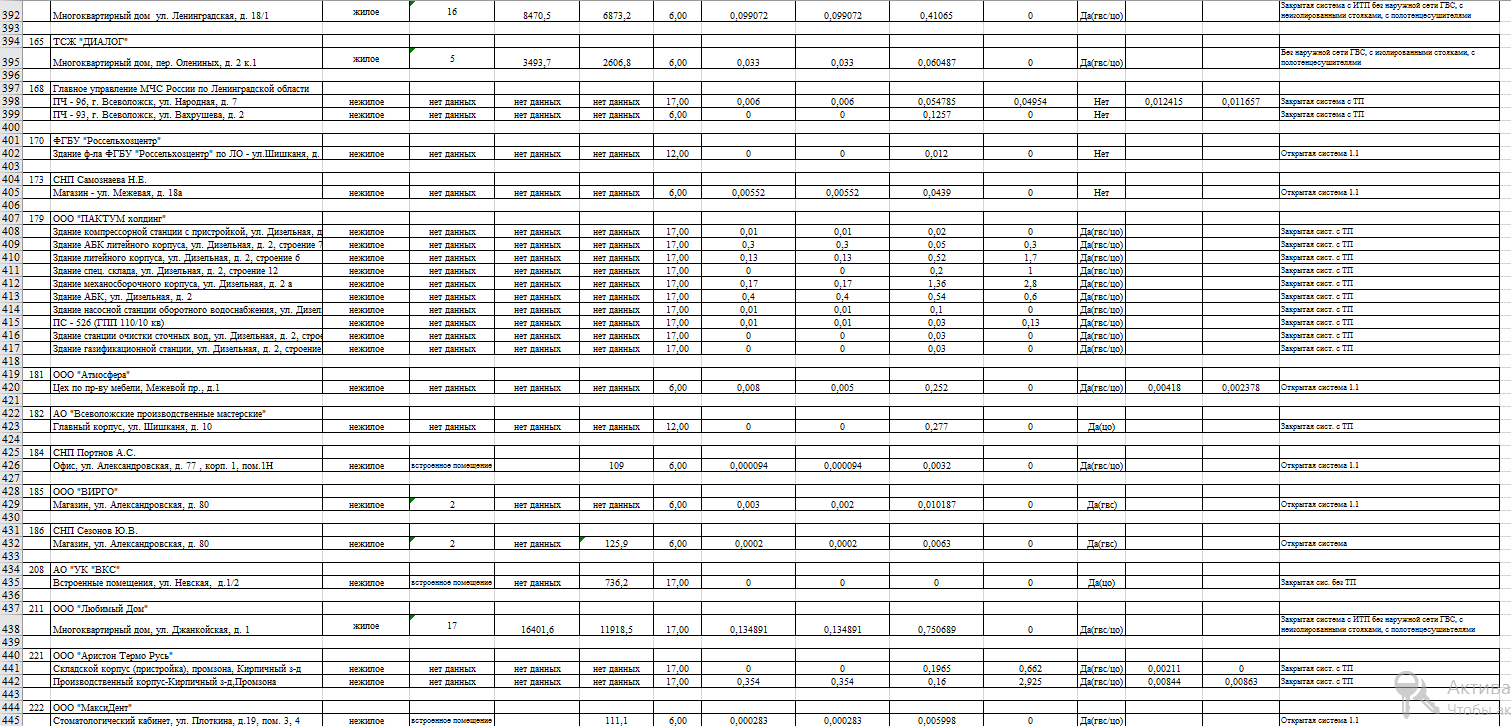 392 Многоквартирный дом ул. Ленинградская, д. 18/1 жилое 16 8470,5 6873,2 6,00 0,099072 0,099072 0,41065 0 Да(гвс/цо) Закрытая система с ИТП без наружной сети ГВС, с неизолированными стояками, с полотенцесушителями
393
394 165 ТСЖ "ДИАЛОГ"
395 Многоквартирный дом, пер. Олениных, д. 2 к.1 жилое 5 3493,7 2606,8 6,00 0,033 0,033 0,060487 0 Да(гвс/цо) Без наружной сети ГВС, с изолированными стояками, с полотенцесушителями
396
397 168 Главное управление МЧС России по Ленинградской области
398 ПЧ - 96, г. Всеволожск, ул. Народная, д. 7 нежилое нет данных нет данных нет данных 17,00 0,006 0,006 0,054785 0,04954 Нет 0,012415 0,011657 Закрытая система с ТП
399 ПЧ - 93, г. Всеволожск, ул. Вахрушева, д. 2 нежилое нет данных нет данных нет данных 6,00 0 0 0,1257 0 Нет Закрытая система с ТП
400
401 170 ФГБУ "Россельхозцентр"
402 Здание ф-ла ФГБУ "Россельхозцентр" по ЛО - ул.Шишканя, д. нежилое нет данных нет данных нет данных 12,00 0 0 0,012 0 Нет Открытая система 1.1
403
404 173 СНП Самознаева Н.Е.
405 Магазин - ул. Межевая, д. 18а нежилое нет данных нет данных нет данных 6,00 0,00552 0,00552 0,0439 0 Нет Открытая система 1.1
406
407 179 ООО "ПАКТУМ холдинг"
408 Здание компрессорной станции с пристройкой, ул. Дизельная, д нежилое нет данных нет данных нет данных 17,00 0,01 0,01 0,02 0 Да(гвс/цо) Закрытая сист. с ТП
409 Здание АБК литейного корпуса, ул. Дизельная, д. 2, строение 7 нежилое нет данных нет данных нет данных 17,00 0,3 0,3 0,05 0,3 Да(гвс/цо) Закрытая сист. с ТП
410 Здание литейного корпуса, ул. Дизельная, д. 2, строение 6 нежилое нет данных нет данных нет данных 17,00 0,13 0,13 0,52 1,7 Да(гвс/цо) Закрытая сист. с ТП
411 Здание спец. склада, ул. Дизельная, д. 2, строение 12 нежилое нет данных нет данных нет данных 17,00 0 0 0,2 1 Да(гвс/цо) Закрытая сист. с ТП
412 Здание механосборочного корпуса, ул. Дизельная, д. 2 а нежилое нет данных нет данных нет данных 17,00 0,17 0,17 1,36 2,8 Да(гвс/цо) Закрытая сист. с ТП
413 Здание АБК, ул. Дизельная, д. 2 нежилое нет данных нет данных нет данных 17,00 0,4 0,4 0,54 0,6 Да(гвс/цо) Закрытая сист. с ТП
414 Здание насосной станции оборотного водоснабжения, ул. Дизел нежилое нет данных нет данных нет данных 17,00 0,01 0,01 0,1 0 Да(гвс/цо) Закрытая сист. с ТП
415 ПС - 526 (ГПП 110/10 кв) нежилое нет данных нет данных нет данных 17,00 0,01 0,01 0,03 0,13 Да(гвс/цо) Закрытая сист. с ТП
416 Здание станции очистки сточных вод, ул. Дизельная, д. 2, стро нежилое нет данных нет данных нет данных 17,00 0 0 0,03 0 Да(гвс/цо) Закрытая сист. с ТП
417 Здание газификационной станции, ул. Дизельная, д. 2, строение нежилое нет данных нет данных нет данных 17,00 0 0 0,03 0 Да(гвс/цо) Закрытая сист. с ТП
418
419 181 ООО "Атмосфера"
420 Цех по пр-ву мебели, Межевой пр., д.1 нежилое нет данных нет данных нет данных 6,00 0,008 0,005 0,252 0 Да(гвс/цо) 0,00418 0,002378 Открытая система 1.1
421
422 182 АО "Всеволожские производственные мастерские"
423 Главный корпус, ул. Шишканя, д. 10 нежилое нет данных нет данных нет данных 12,00 0 0 0,277 0 Да(цо) Закрытая сист. с ТП
424
425 184 СНП Портнов А.С.
426 Офис, ул. Александровская, д. 77 , корп. 1, пом.1Н нежилое встроенное помещение 109 6,00 0,000094 0,000094 0,0032 0 Да(гвс/цо) Открытая система 1.1
427
428 185 ООО "ВИРГО"
429 Магазин, ул. Александровская, д. 80 нежилое 2 нет данных нет данных 6,00 0,003 0,002 0,010187 0 Да(гвс) Открытая система 1.1
430
431 186 СНП Сезонов Ю.В.
432 Магазин, ул. Александровская, д. 80 нежилое 2 нет данных 125,9 6,00 0,0002 0,0002 0,0063 0 Да(гвс) Открытая система
433
434 208 АО "УК "ВКС"
435 Встроенные помещения, ул. Невская, д.1/2 нежилое встроенное помещение нет данных 736,2 17,00 0 0 0 0 Да(цо) Закрытая сис. без ТП
436
437 211 ООО "Любимый Дом"
438 Многоквартирный дом, ул. Джанкойская, д. 1 жилое 17 16401,6 11918,5 17,00 0,134891 0,134891 0,750689 0 Да(гвс/цо) Закрытая система с ИТП без наружной сети ГВС, с неизолированными стояками, с полотенцесушителями
439
440 221 ООО "Аристон Термо Русь"
441 Складской корпус (пристройка), промзона, Кирпичный з-д нежилое нет данных нет данных нет данных 17,00 0 0 0,1965 0,662 Да(гвс/цо) 0,00211 0 Закрытая сист. с ТП
442 Производственный корпус-Кирпичный з-д,Промзона нежилое нет данных нет данных нет данных 17,00 0,354 0,354 0,16 2,925 Да(гвс/цо) 0,00844 0,00863 Закрытая сист. с ТП
443
444 222 ООО "МаксиДент"
445 Стоматологический кабинет, ул. Плоткина, д.19, пом. 3, 4 нежилое встроенное помещение 111,1 6,00 0,000283 0,000283 0,005998 0 Да(гвс/цо) Открытая система 1.1
Актива
Чтобы ак